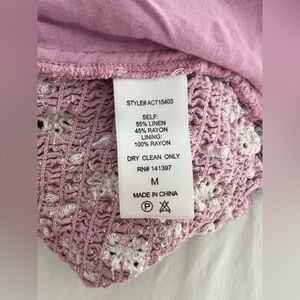 STYLE# ACT15403
SELF:
55% LINEN
45% RAYON
LINING:
100% RAYON
DRY CLEAN ONLY
RN# 141397
M
MADE IN CHINA
P